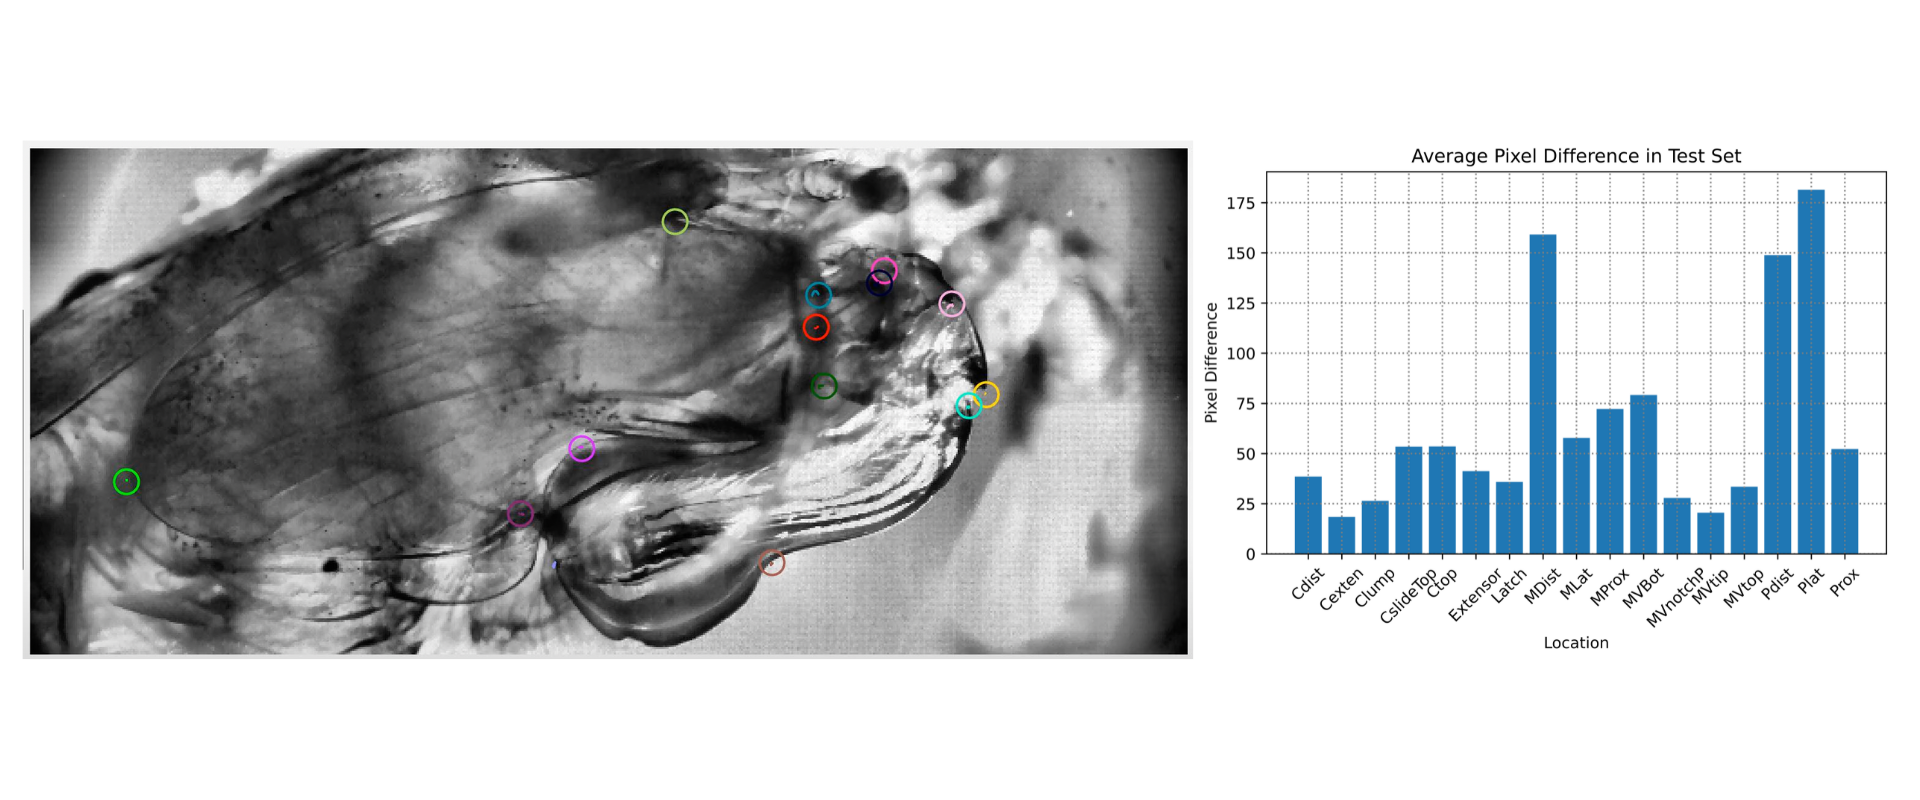 Average Pixel Difference in Test Set
Pixel Difference
175
150
125
100
75
50
25
0
Cdist
Cexten
Clump
CslideTop
Ctop
Extensor
Latch
MDist
MLat
MProx
MVBot
MVnotchP
MVtip
MVtop
Pdist
Plat
Prox
Location